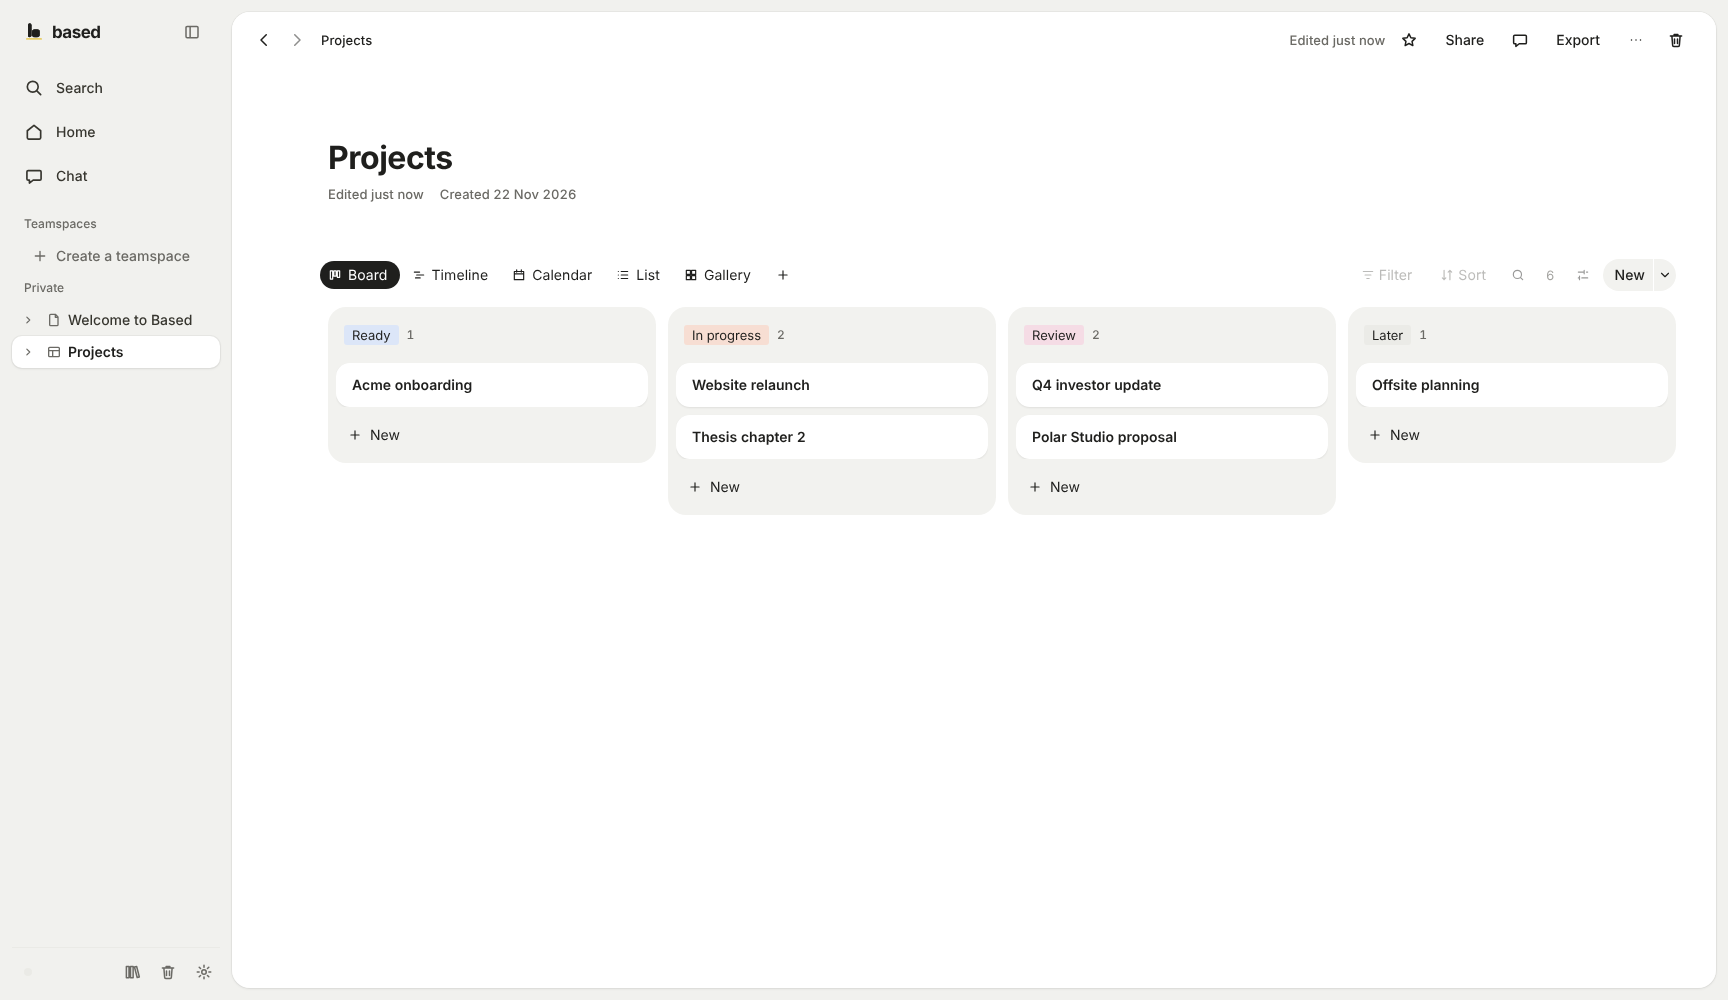 based
Search
Home
Chat
Teamspaces
Create a teamspace
Private
Welcome to Based
Projects
Projects
Edited just now
Share
Export
Projects
Edited just now Created 22 Nov 2026
Board Timeline Calendar List Gallery
Filter Sort 6 New
Ready 1
Acme onboarding
New
In progress 2
Website relaunch
Thesis chapter 2
New
Review 2
Q4 investor update
Polar Studio proposal
New
Later 1
Offsite planning
New